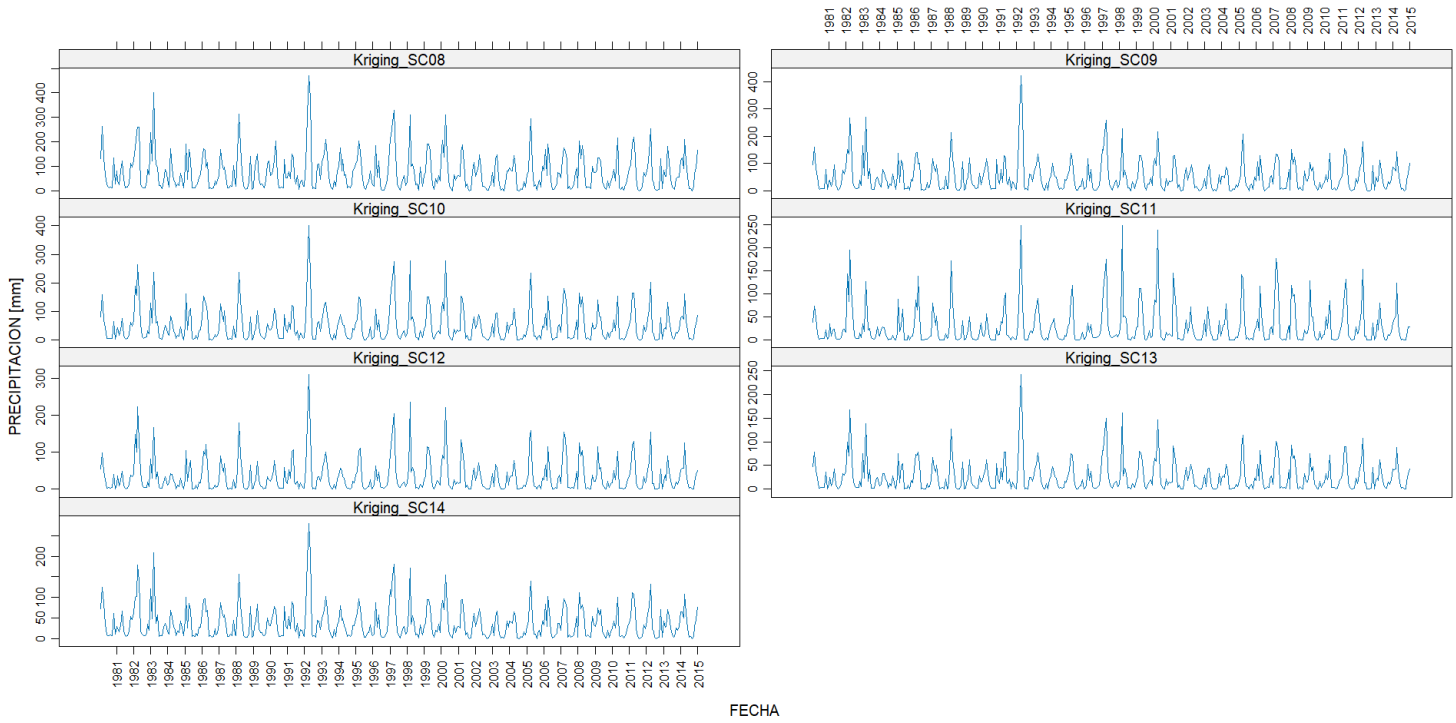 1981 1982 1983 1984 1985 1986 1987 1988 1989 1990 1991 1992 1993 1994 1995 1996 1997 1998 1999 2000 2001 2002 2003 2004 2005 2006 2007 2008 2009 2010 2011 2012 2013 2014 2015
Kriging_SC08
0 100 200 300 400
Kriging_SC09
0 100 200 300 400
Kriging_SC10
0 100 200 300 400
Kriging_SC11
0 50 100 150 200 250
Kriging_SC12
0 100 200 300
Kriging_SC13
0 50 100 150 200 250
Kriging_SC14
0 50 100 200
PRECIPITACION [mm]
1981 1982 1983 1984 1985 1986 1987 1988 1989 1990 1991 1992 1993 1994 1995 1996 1997 1998 1999 2000 2001 2002 2003 2004 2005 2006 2007 2008 2009 2010 2011 2012 2013 2014 2015
FECHA